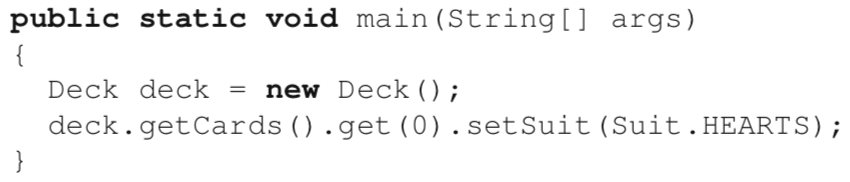 public static void main(String[] args)
{
Deck deck = new Deck();
deck.getCards().get(0).setSuit(Suit.HEARTS);
}